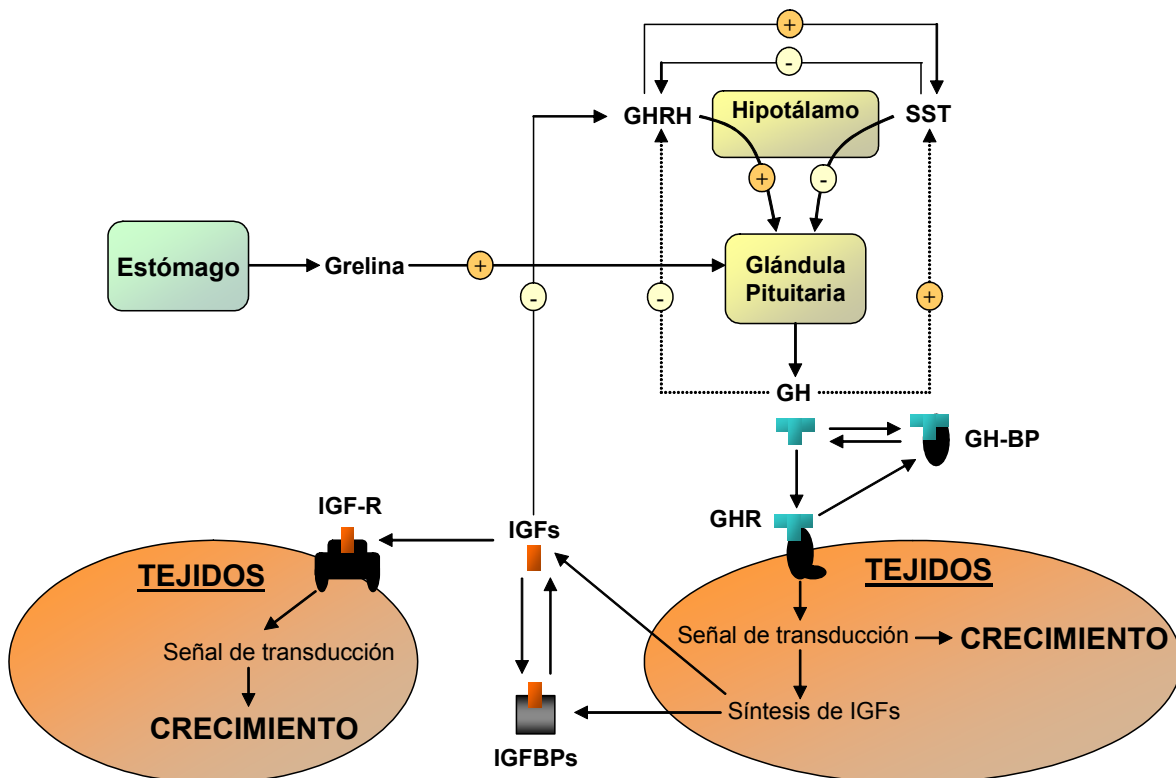 +
-
GHRH
Hipotálamo
SST
+
-
Estómago
Grelina
+
Glándula
Pituitaria
-
-
+
GH
GH-BP
IGF-R
IGFs
GHR
TEJIDOS
TEJIDOS
Señal de transducción
CRECIMIENTO
Señal de transducción
CRECIMIENTO
Síntesis de IGFs
IGFBPs